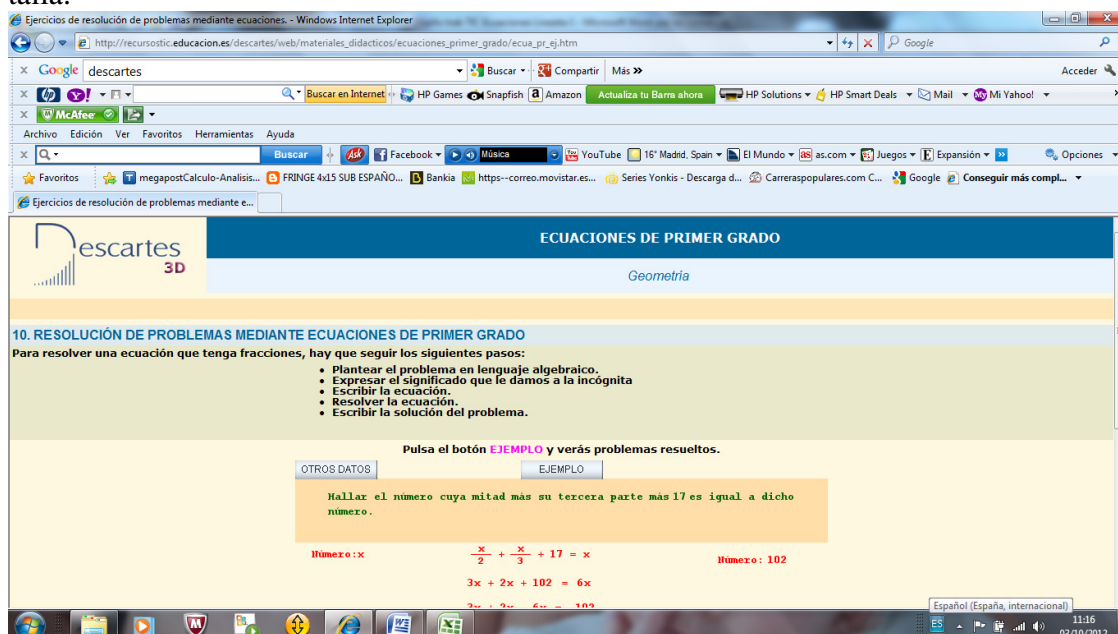 Ejercicios de resolución de problemas mediante ecuaciones. - Windows Internet Explorer
http://recursostic.educacion.es/descartes/web/materiales_didacticos/ecuaciones_primer_grado/ecua_pr_ej.htm Google
x Google descartes Buscar Compartir Más >> Acceder
x hp Y! Buscar en Internet HP Games Snapfish a Amazon Actualiza tu Barra ahora HP Solutions HP Smart Deals Mail Mi Yahoo!
x McAfee
Archivo Edición Ver Favoritos Herramientas Ayuda
x Buscar Ask Facebook Música YouTube 16° Madrid, Spain El Mundo as.com Juegos Expansión >> Opciones
Favoritos megapostCalculo-Analisis... FRINGE 4x15 SUB ESPAÑO... Bankia https--correo.movistar.es... Series Yonkis - Descarga d... Carreraspopulares.com C... Google Conseguir más compl...
Ejercicios de resolución de problemas mediante e...
Descartes 3D
ECUACIONES DE PRIMER GRADO
Geometria
10. RESOLUCIÓN DE PROBLEMAS MEDIANTE ECUACIONES DE PRIMER GRADO
Para resolver una ecuación que tenga fracciones, hay que seguir los siguientes pasos:
• Plantear el problema en lenguaje algebraico.
• Expresar el significado que le damos a la incógnita
• Escribir la ecuación.
• Resolver la ecuación.
• Escribir la solución del problema.
Pulsa el botón EJEMPLO y verás problemas resueltos.
OTROS DATOS EJEMPLO
Hallar el número cuya mitad más su tercera parte más 17 es igual a dicho
número.
Número:x x/2 + x/3 + 17 = x Número: 102
3x + 2x + 102 = 6x
Español (España, internacional)
ES 11:16
03/10/2012